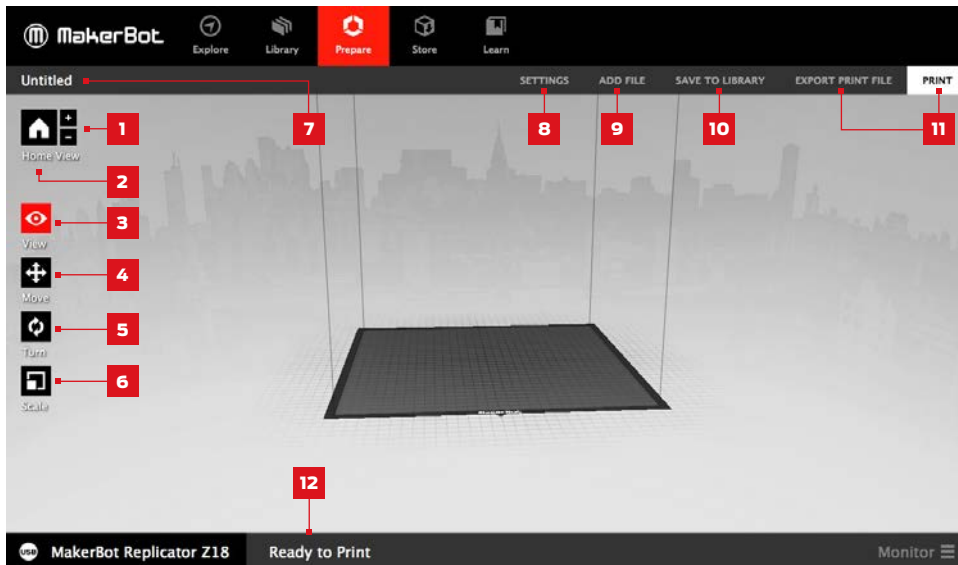 MakerBot
Explore
Library
Prepare
Store
Learn
Untitled
SETTINGS
ADD FILE
SAVE TO LIBRARY
EXPORT PRINT FILE
PRINT
1
7
8
9
10
11
Home View
2
3
View
4
Move
5
Turn
6
Scale
MakerBot
12
USB
MakerBot Replicator Z18
Ready to Print
Monitor